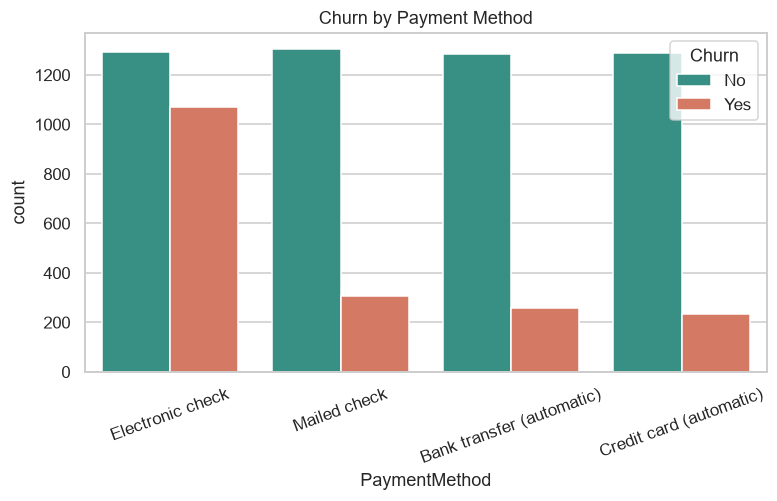 Churn by Payment Method
Churn
No
Yes
count
1200
1000
800
600
400
200
0
Electronic check
Mailed check
Bank transfer (automatic)
Credit card (automatic)
PaymentMethod